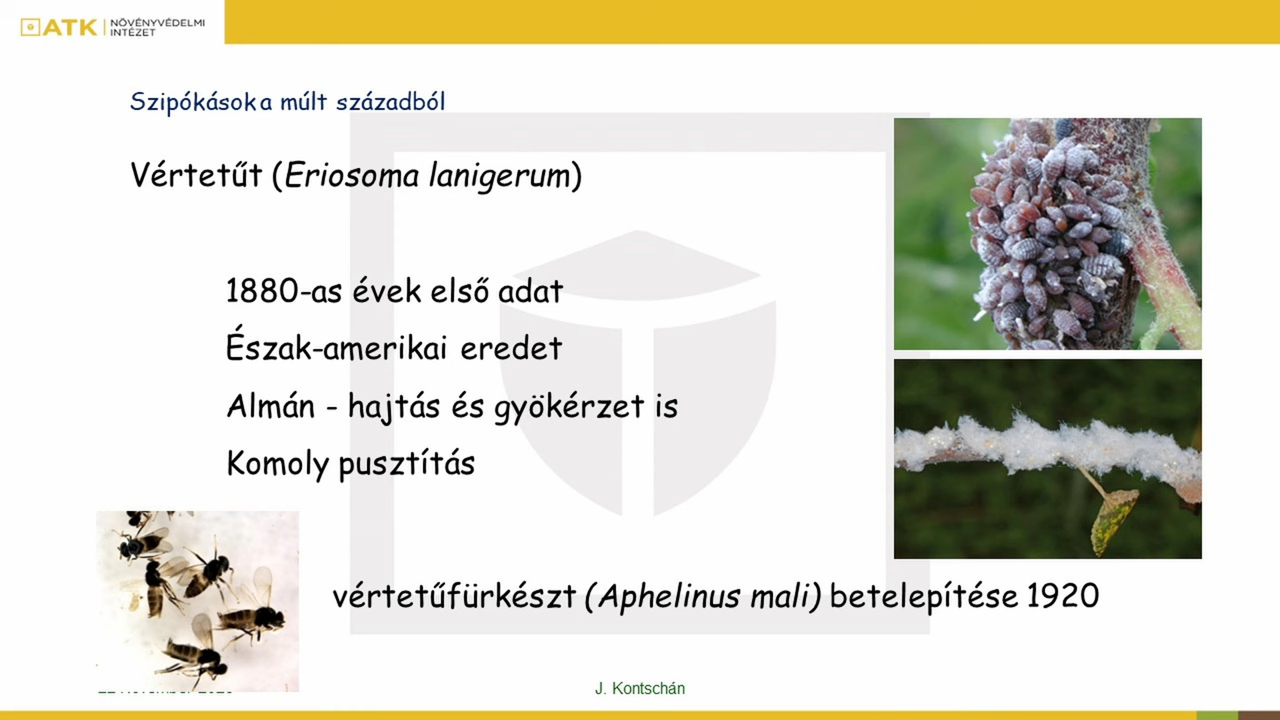 ATK NÖVÉNYVÉDELMI
INTÉZET
Szipókások a múlt századból
Vértetűt (Eriosoma lanigerum)
1880-as évek első adat
Észak-amerikai eredet
Almán - hajtás és gyökérzet is
Komoly pusztítás
vértetűfürkészt (Aphelinus mali) betelepítése 1920
J. Kontschán